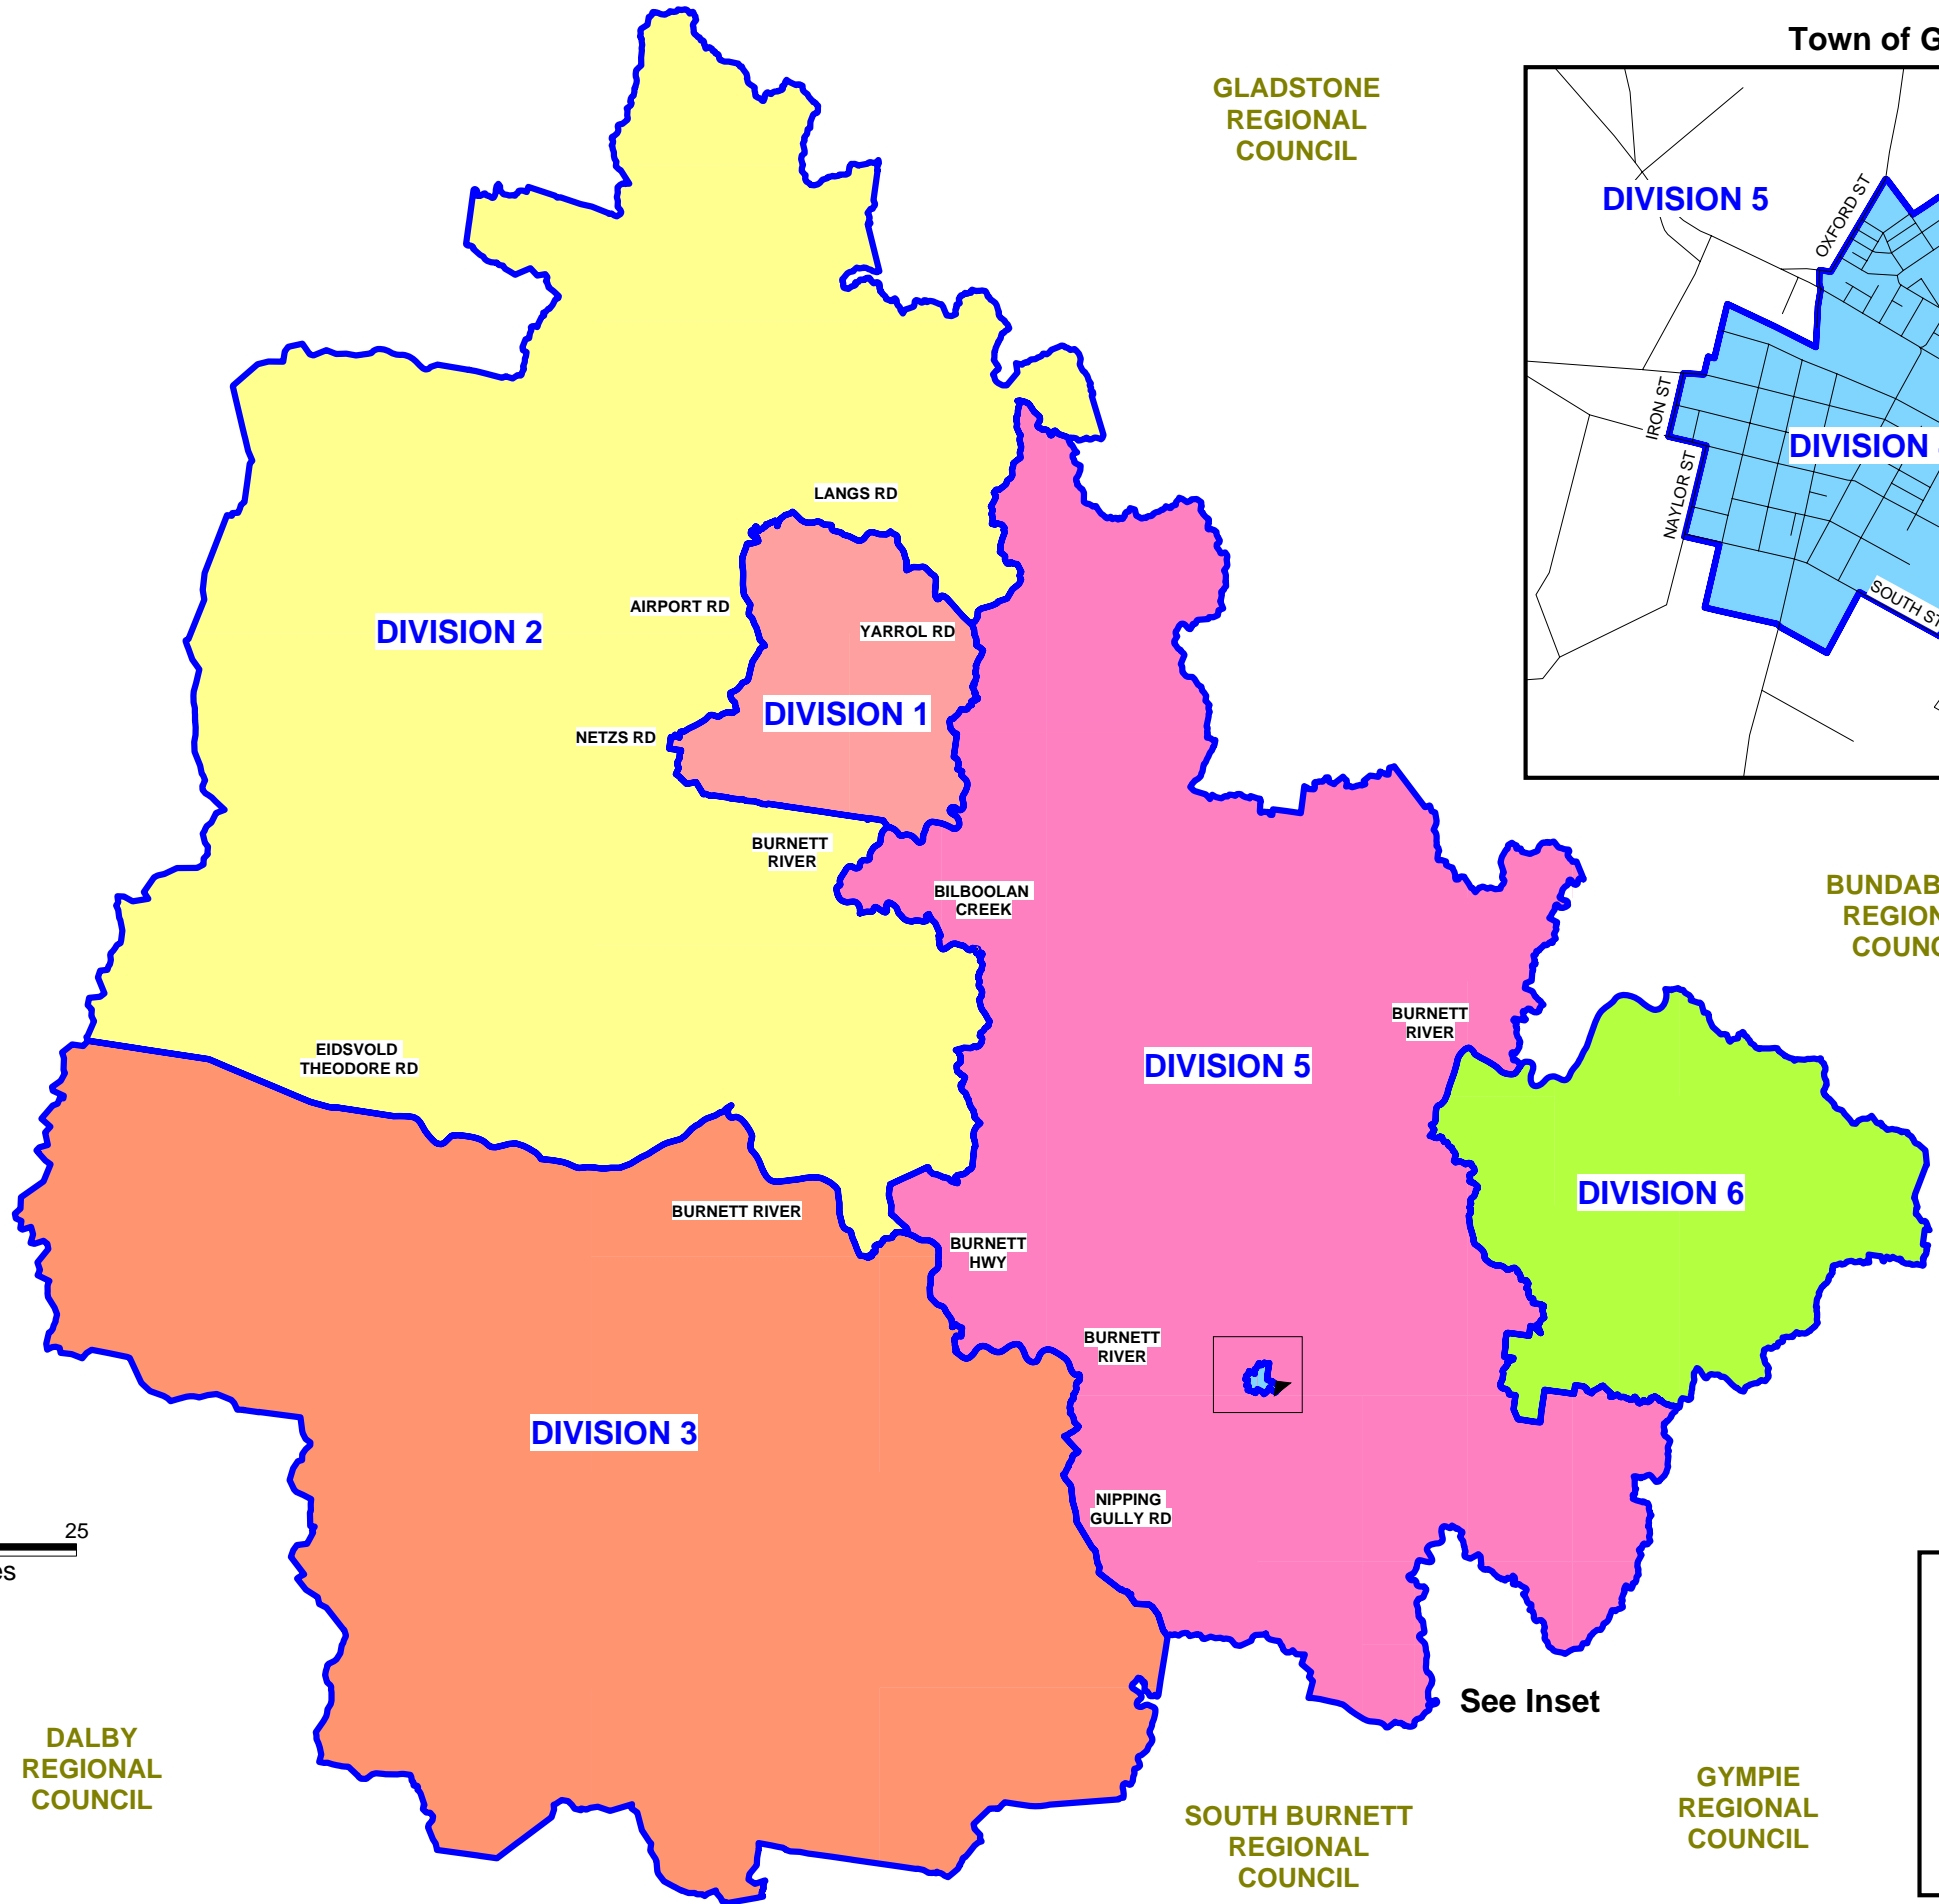 Town of G
GLADSTONE
REGIONAL
COUNCIL
DIVISION 5
OXFORD ST
IRON ST
DIVISION
NAYLOR ST
SOUTH ST
LANGS RD
AIRPORT RD
YARROL RD
DIVISION 2
DIVISION 1
NETZS RD
BURNETT
RIVER
BILBOOLAN
CREEK
BUNDAB
REGION
COUNC
BURNETT
RIVER
EIDSVOLD
THEODORE RD
DIVISION 5
DIVISION 6
BURNETT RIVER
BURNETT
HWY
BURNETT
RIVER
DIVISION 3
NIPPING
GULLY RD
25
es
See Inset
DALBY
REGIONAL
COUNCIL
GYMPIE
REGIONAL
COUNCIL
SOUTH BURNETT
REGIONAL
COUNCIL